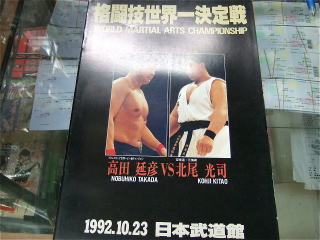 格闘技世界一決定戦
WORLD MARTIAL ARTS CHAMPIONSHIP
高田 延彦 VS 北尾 光司
NOBUHIKO TAKADA KOHJI KITAO
1992.10.23 日本武道館